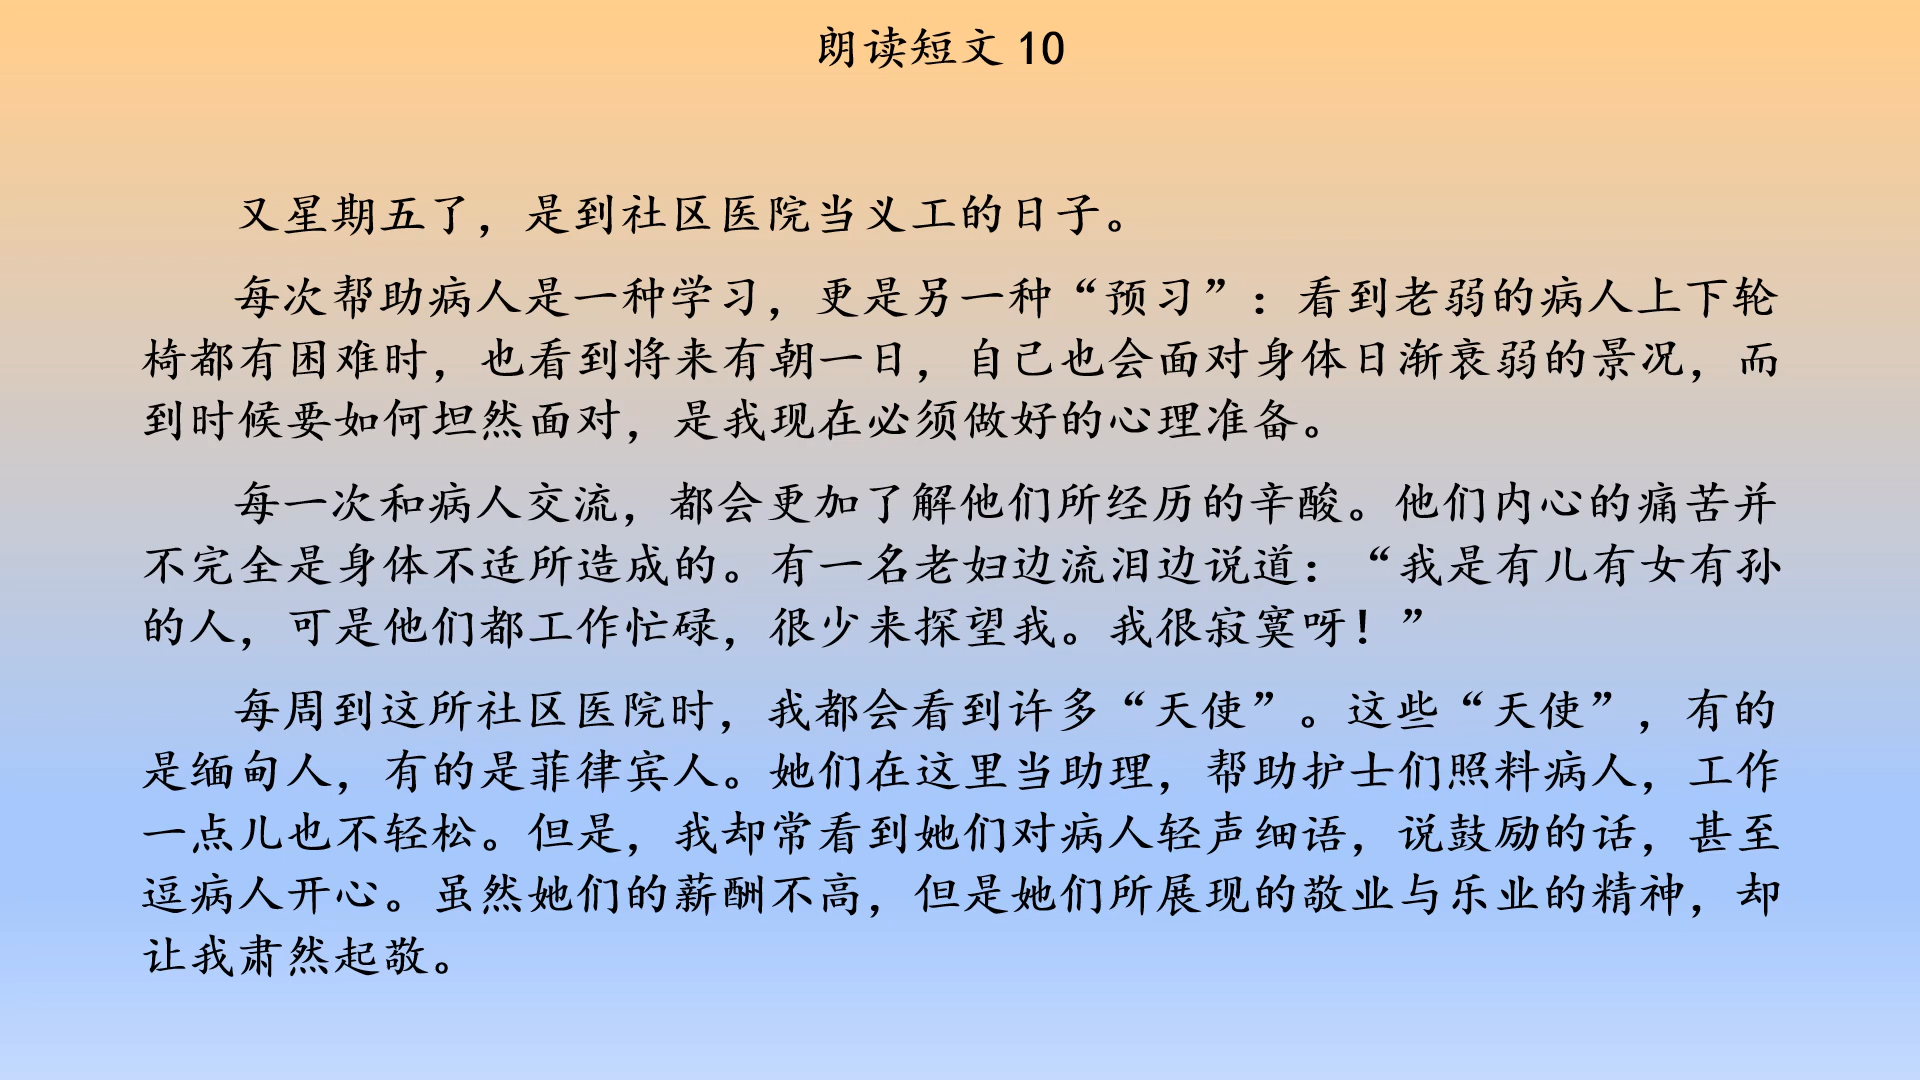 朗读短文 10
又星期五了，是到社区医院当义工的日子。
每次帮助病人是一种学习，更是另一种“预习”：看到老弱的病人上下轮
椅都有困难时，也看到将来有朝一日，自己也会面对身体日渐衰弱的景况，而
到时候要如何坦然面对，是我现在必须做好的心理准备。
每一次和病人交流，都会更加了解他们所经历的辛酸。他们内心的痛苦并
不完全是身体不适所造成的。有一名老妇边流泪边说道：“我是有儿有女有孙
的人，可是他们都工作忙碌，很少来探望我。我很寂寞呀！”
每周到这所社区医院时，我都会看到许多“天使”。这些“天使”，有的
是缅甸人，有的是菲律宾人。她们在这里当助理，帮助护士们照料病人，工作
一点儿也不轻松。但是，我却常看到她们对病人轻声细语，说鼓励的话，甚至
逗病人开心。虽然她们的薪酬不高，但是她们所展现的敬业与乐业的精神，却
让我肃然起敬。